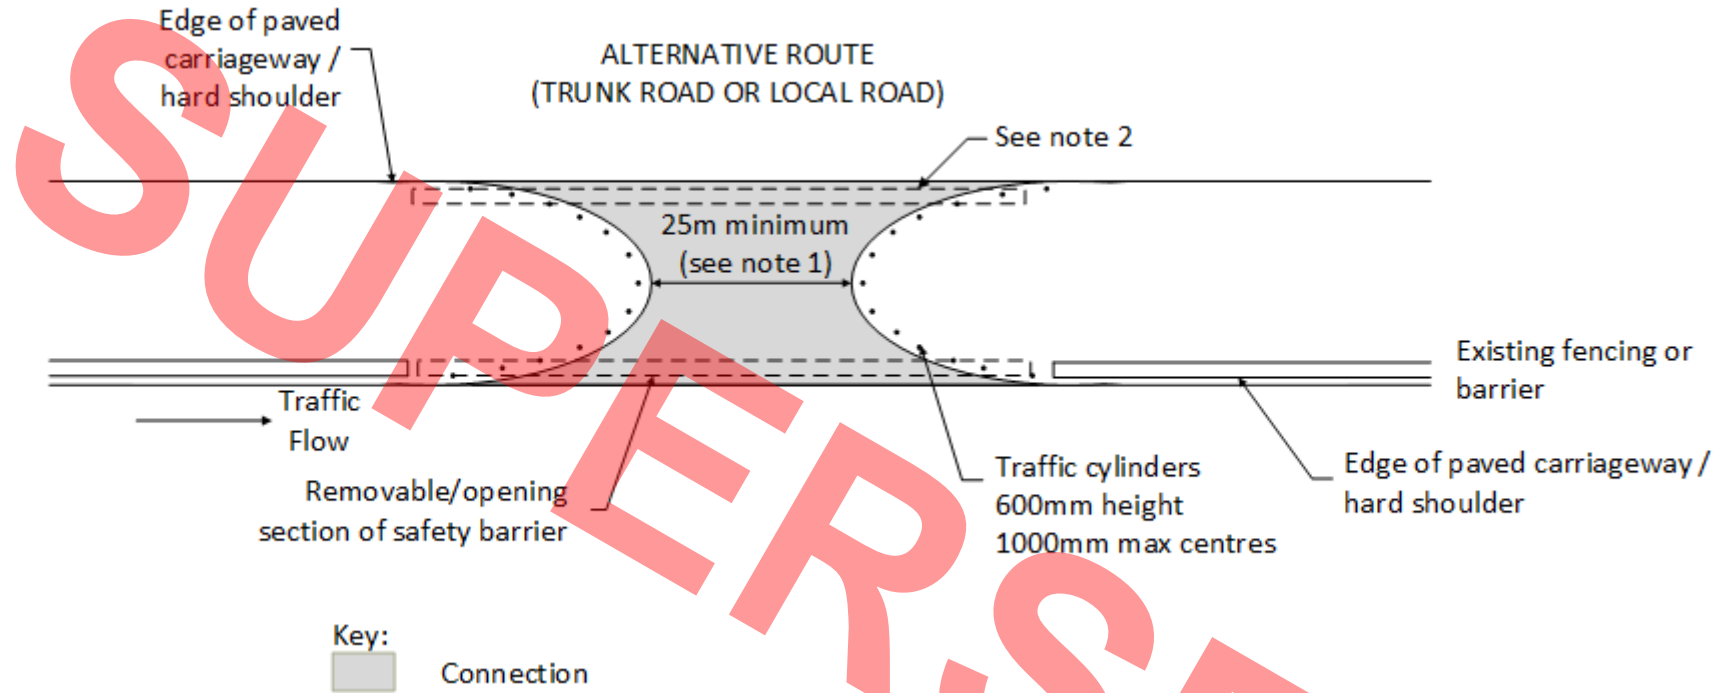 Edge of paved
carriageway /
hard shoulder
ALTERNATIVE ROUTE
(TRUNK ROAD OR LOCAL ROAD)
See note 2
25m minimum
(see note 1)
Existing fencing or
barrier
Traffic
Flow
Removable/opening
section of safety barrier
Traffic cylinders
600mm height
1000mm max centres
Edge of paved carriageway /
hard shoulder
Key:
Connection